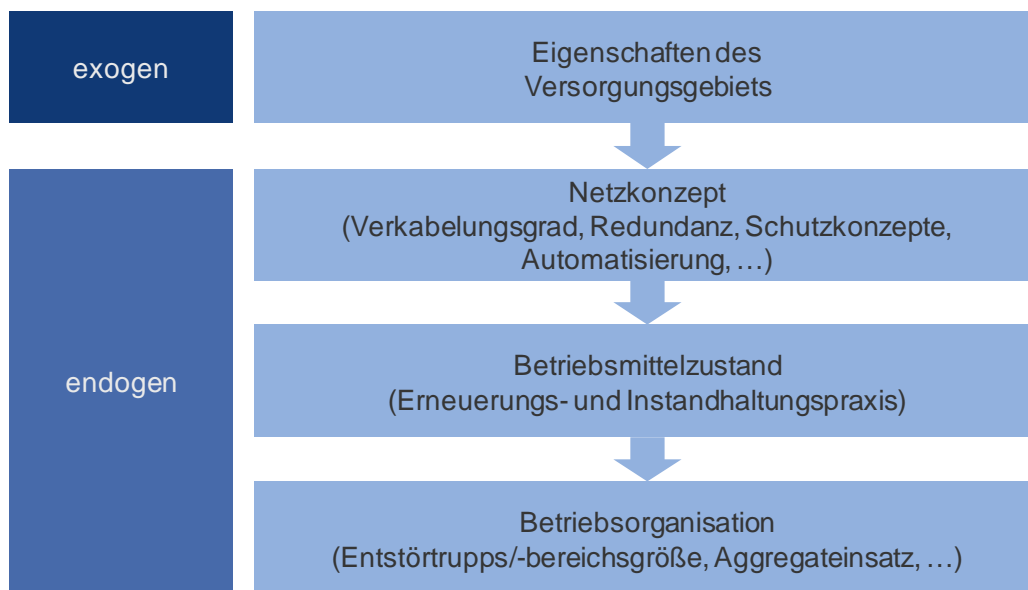 exogen
Eigenschaften des
Versorgungsgebiets
endogen
Netzkonzept
(Verkabelungsgrad, Redundanz, Schutzkonzepte,
Automatisierung, …)
Betriebsmittelzustand
(Erneuerungs- und Instandhaltungspraxis)
Betriebsorganisation
(Entstörtrupps/-bereichsgröße, Aggregateinsatz, …)